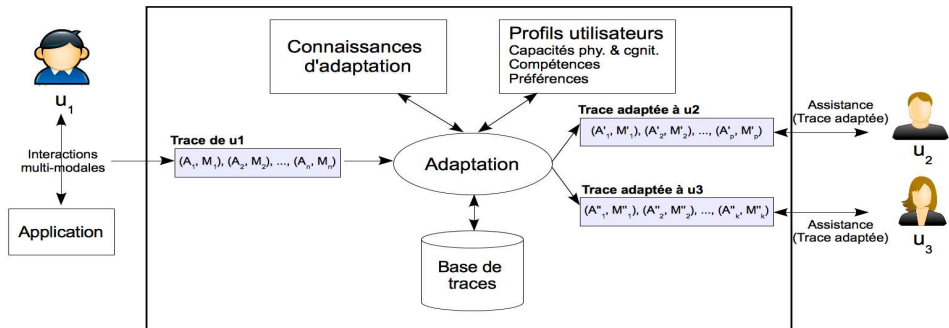 u1
Interactions
multi-modales
Application
Trace de u1
(A1, M1), (A2, M2), ..., (An, Mn)
Connaissances
d'adaptation
Profils utilisateurs
Capacités phy. & cgnit.
Compétences
Préférences
Adaptation
Base de
traces
Trace adaptée à u2
(A'1, M'1), (A'2, M'2), ..., (A'p, M'p)
Trace adaptée à u3
(A"1, M"1), (A"2, M"2), ..., (A"k, M"k)
Assistance
(Trace adaptée)
u2
Assistance
(Trace adaptée)
u3